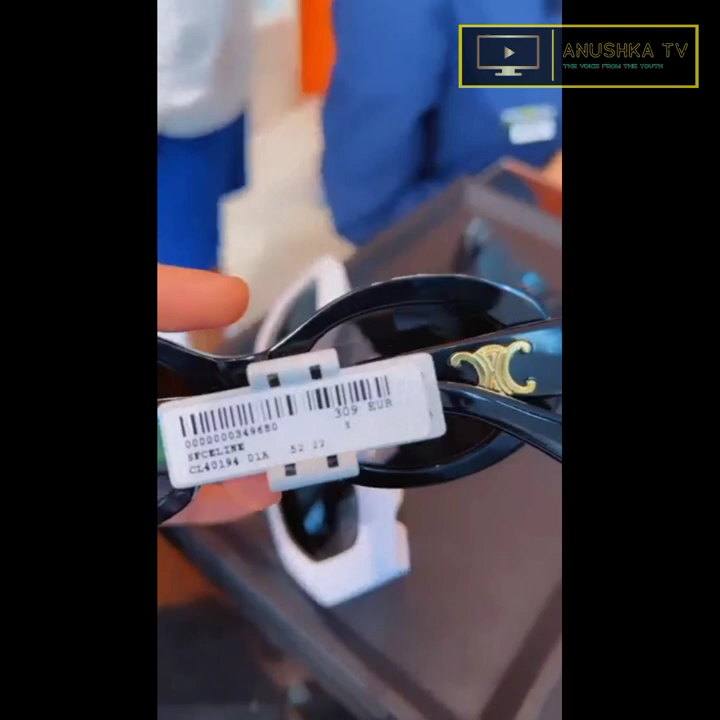 ANUSHKA TV
THE VOICE FROM THE YOUTH
309 EUR
0000000349680
SFCELINE
CL40194 01A 52 22